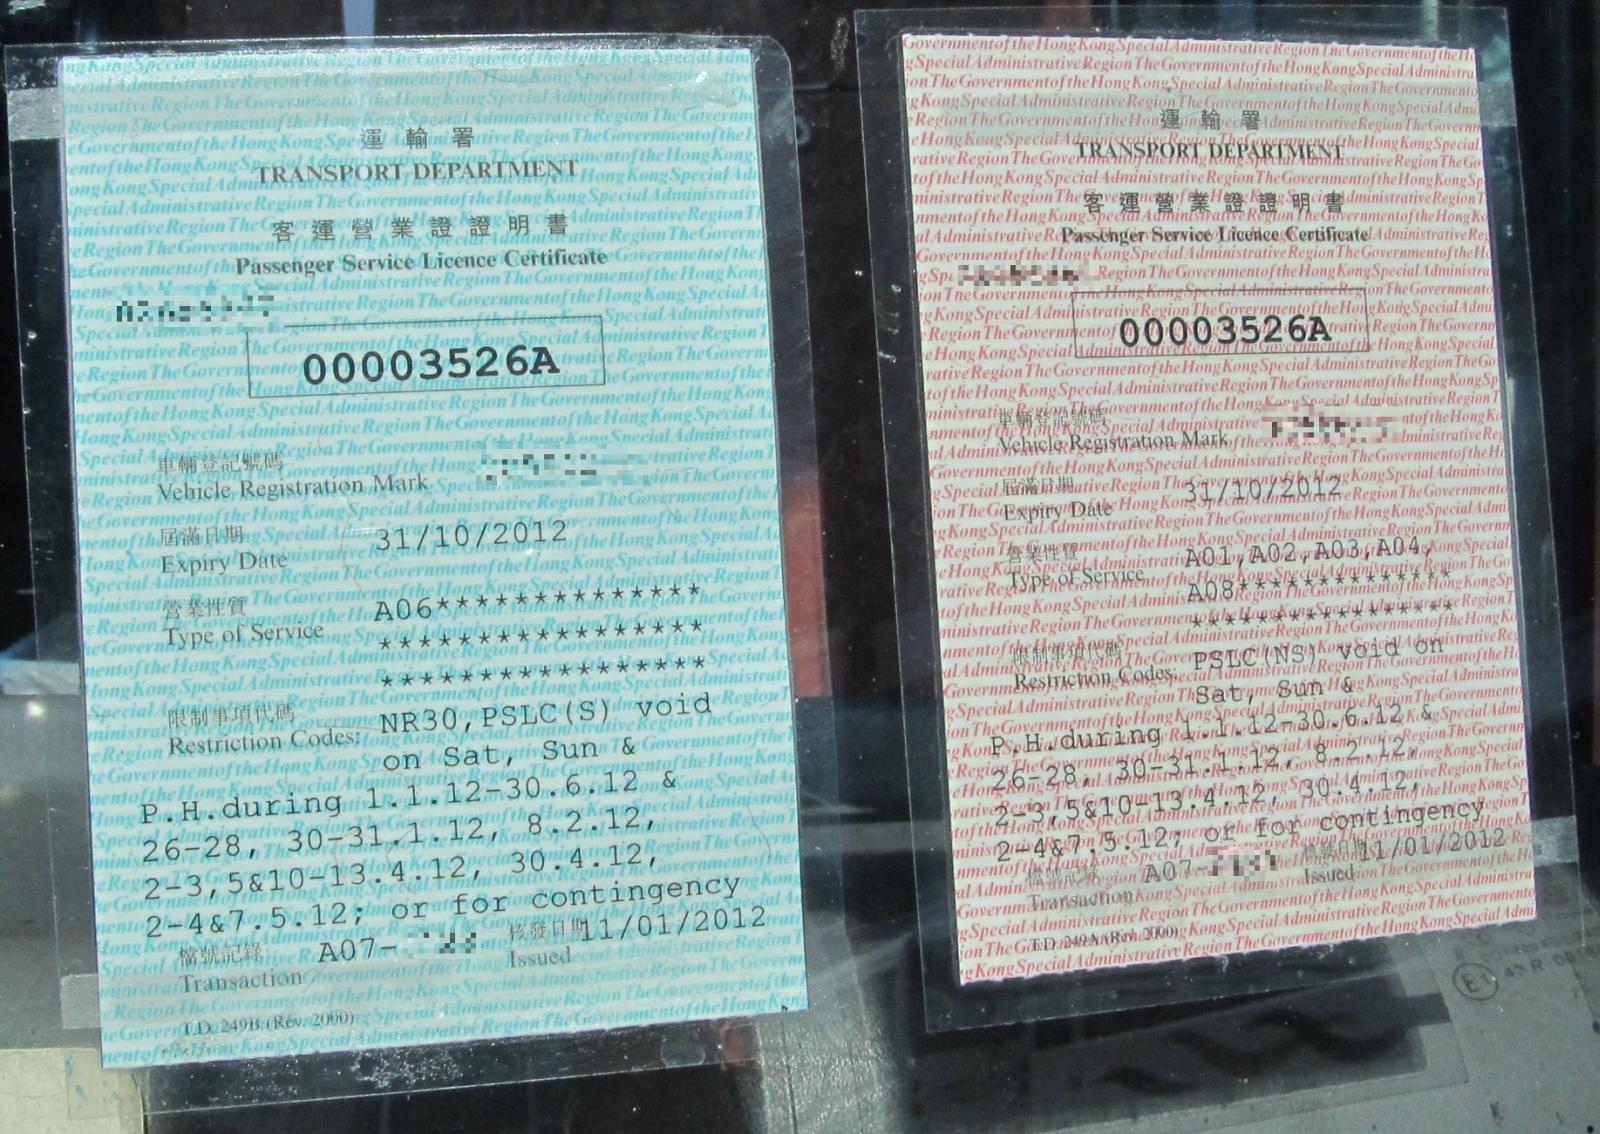 運輸署
TRANSPORT DEPARTMENT
客運營業證證明書
Passenger Service Licence Certificate
00003526A
車輛登記號碼
Vehicle Registration Mark
屆滿日期
Expiry Date 31/10/2012
營業性質
Type of Service A06**************
*****************
*****************
限制事項代碼
Restriction Codes: NR30,PSLC(S) void
on Sat, Sun &
P.H.during 1.1.12-30.6.12 &
26-28, 30-31.1.12, 8.2.12,
2-3,5&10-13.4.12, 30.4.12,
2-4&7.5.12; or for contingency
檔號記錄 A07- 核發日期 11/01/2012
Transaction Issued
T.D. 249B (Rev. 2000)
運輸署
TRANSPORT DEPARTMENT
客運營業證證明書
Passenger Service Licence Certificate
00003526A
車輛登記號碼
Vehicle Registration Mark
屆滿日期 31/10/2012
Expiry Date
營業性質 A01,A02,A03,A04,
Type of Service A08**************
*****************
限制事項代碼 PSLC(NS) void on
Restriction Codes: Sat, Sun &
P.H.during 1.1.12-30.6.12 &
26-28, 30-31.1.12, 8.2.12,
2-3,5&10-13.4.12, 30.4.12,
2-4&7.5.12; or for contingency
檔號記錄 A07- 核發日期 11/01/2012
Transaction Issued
T.D. 249A (Rev. 2000)